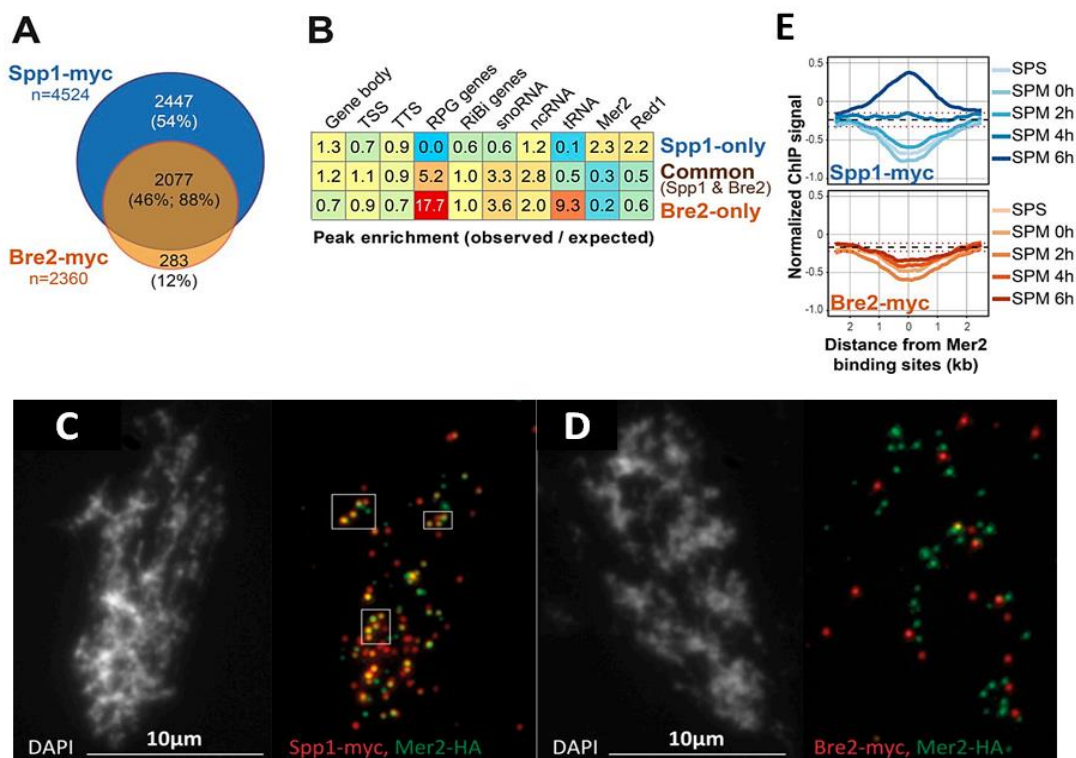 A
Spp1-myc
n=4524
2447
(54%)
2077
(46%; 88%)
Bre2-myc
n=2360
283
(12%)
B
Gene body
TSS
TTS
RPG genes
RiBi genes
snoRNA
ncRNA
tRNA
Mer2
Red1
1.3 0.7 0.9 0.0 0.6 0.6 1.2 0.1 2.3 2.2 Spp1-only
1.2 1.1 0.9 5.2 1.0 3.3 2.8 0.5 0.3 0.5 Common
(Spp1 & Bre2)
0.7 0.9 0.7 17.7 1.0 3.6 2.0 9.3 0.2 0.6 Bre2-only
Peak enrichment (observed / expected)
E
Normalized ChIP signal
0.5
0
-0.5
-1.0
Spp1-myc
SPS
SPM 0h
SPM 2h
SPM 4h
SPM 6h
0
-0.5
-1.0
Bre2-myc
SPS
SPM 0h
SPM 2h
SPM 4h
SPM 6h
2 1 0 1 2
Distance from Mer2
binding sites (kb)
C
DAPI
10µm
Spp1-myc, Mer2-HA
D
DAPI
10µm
Bre2-myc, Mer2-HA